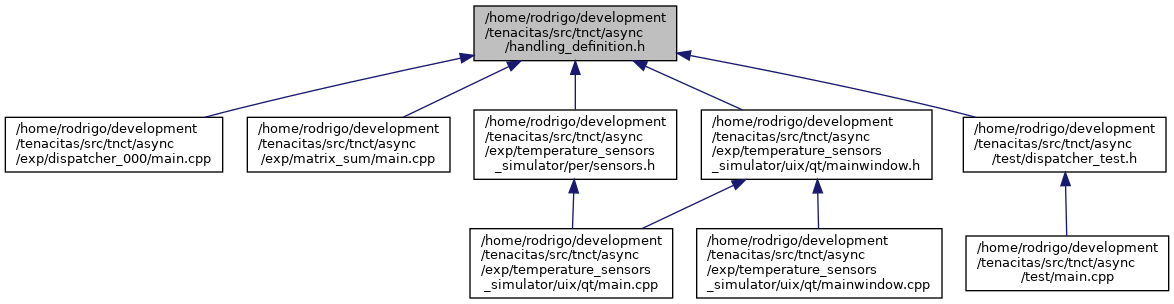 /home/rodrigo/development
/tenacitas/src/tnct/async
/handling_definition.h
/home/rodrigo/development
/tenacitas/src/tnct/async
/exp/dispatcher_000/main.cpp
/home/rodrigo/development
/tenacitas/src/tnct/async
/exp/matrix_sum/main.cpp
/home/rodrigo/development
/tenacitas/src/tnct/async
/exp/temperature_sensors
_simulator/per/sensors.h
/home/rodrigo/development
/tenacitas/src/tnct/async
/exp/temperature_sensors
_simulator/uix/qt/mainwindow.h
/home/rodrigo/development
/tenacitas/src/tnct/async
/test/dispatcher_test.h
/home/rodrigo/development
/tenacitas/src/tnct/async
/exp/temperature_sensors
_simulator/uix/qt/main.cpp
/home/rodrigo/development
/tenacitas/src/tnct/async
/exp/temperature_sensors
_simulator/uix/qt/mainwindow.cpp
/home/rodrigo/development
/tenacitas/src/tnct/async
/test/main.cpp